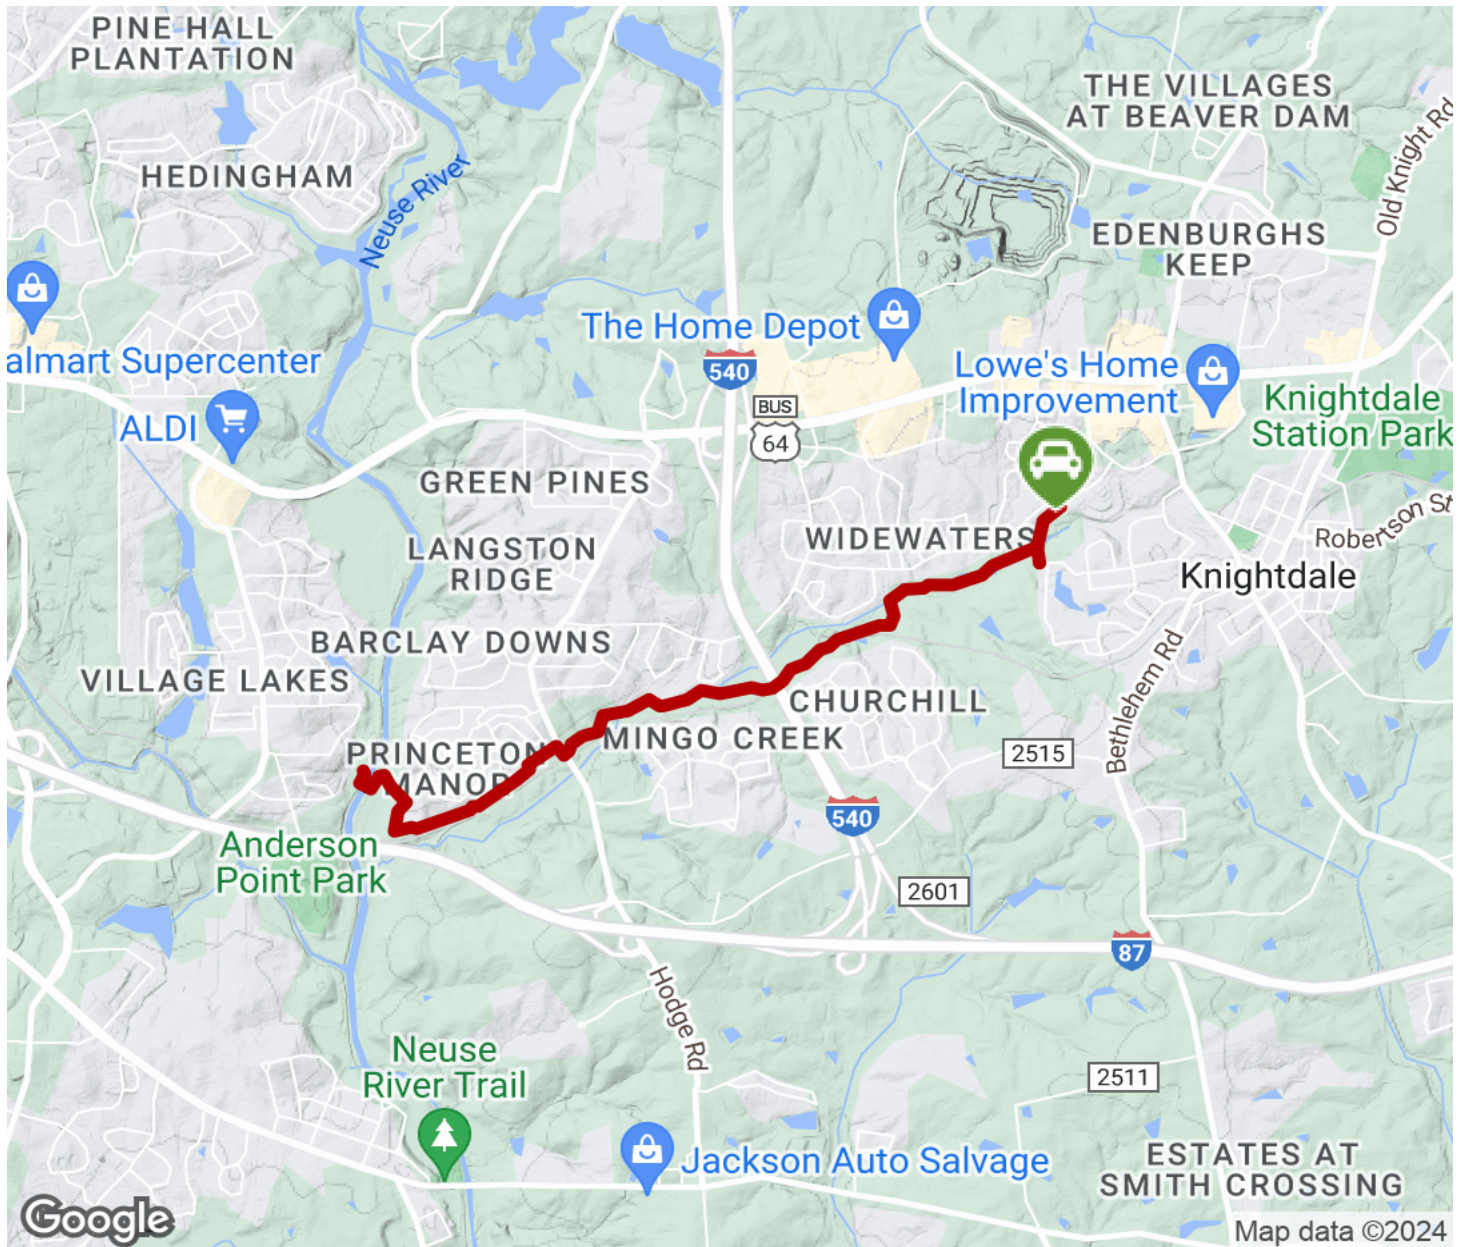 PINE HALL
PLANTATION
THE VILLAGES
AT BEAVER DAM
Old Knight Rd
HEDINGHAM
Neuse River
EDENBURGHS
KEEP
The Home Depot
almart Supercenter
540
Lowe's Home
Improvement
Knightdale
Station Park
BUS
64
ALDI
GREEN PINES
WIDEWATERS
Robertson St
LANGSTON
RIDGE
Knightdale
BARCLAY DOWNS
VILLAGE LAKES
Bethlehem Rd
CHURCHILL
MINGO CREEK
2515
PRINCETON
MANOR
540
Anderson
Point Park
2601
87
Hodge Rd
Neuse
River Trail
2511
Jackson Auto Salvage
ESTATES AT
SMITH CROSSING
Google
Map data ©2024